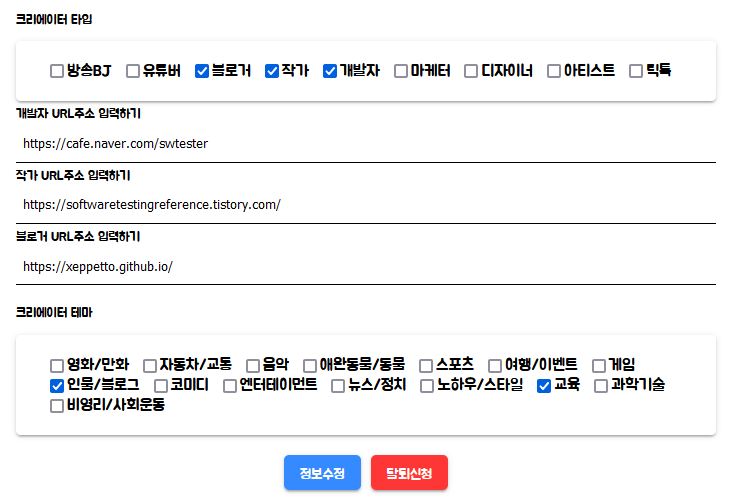 크리에이터 타입
방송BJ 유튜버 블로거 작가 개발자 마케터 디자이너 아티스트 틱톡
개발자 URL주소 입력하기
https://cafe.naver.com/swtester
작가 URL주소 입력하기
https://softwaretestingreference.tistory.com/
블로거 URL주소 입력하기
https://xeppetto.github.io/
크리에이터 테마
영화/만화 자동차/교통 음악 애완동물/동물 스포츠 여행/이벤트 게임
인물/블로그 코미디 엔터테이먼트 뉴스/정치 노하우/스타일 교육 과학기술
비영리/사회운동
정보수정 탈퇴신청